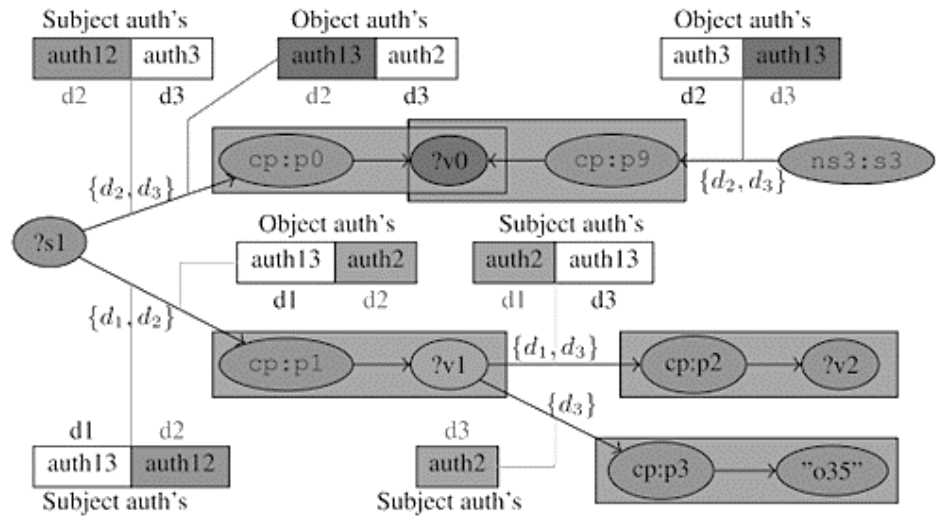 Subject auth's
Object auth's
Object auth's
auth12 auth3
auth13 auth2
auth3 auth13
d2 d3
d2 d3
d2 d3
cp:p0
?v0
cp:p9
ns3:s3
{d₂, d₃}
{d₂, d₃}
?s1
Object auth's
Subject auth's
auth13 auth2
auth2 auth13
d1 d2
d1 d3
{d₁, d₂}
{d₁, d₃}
cp:p1
?v1
cp:p2
?v2
{d₃}
d1 d2
d3
auth13 auth12
auth2
cp:p3
"o35"
Subject auth's
Subject auth's